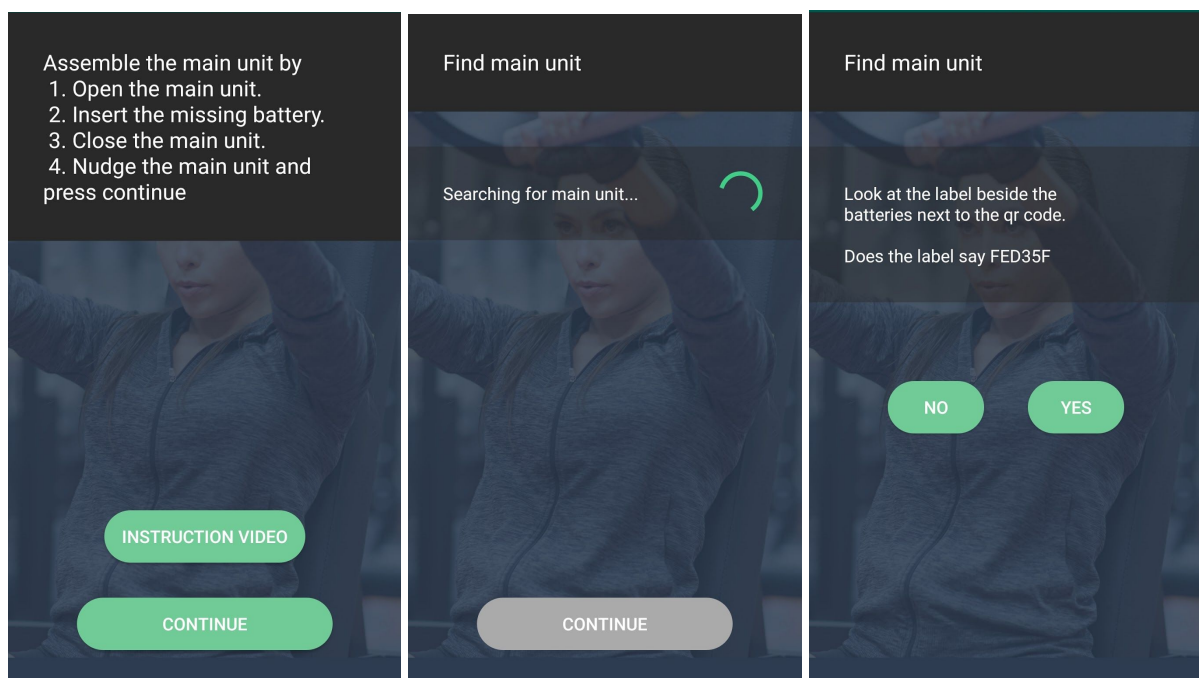 Assemble the main unit by
1. Open the main unit.
2. Insert the missing battery.
3. Close the main unit.
4. Nudge the main unit and
press continue
INSTRUCTION VIDEO
CONTINUE
Find main unit
Searching for main unit...
CONTINUE
Find main unit
Look at the label beside the
batteries next to the qr code.
Does the label say FED35F
NO
YES